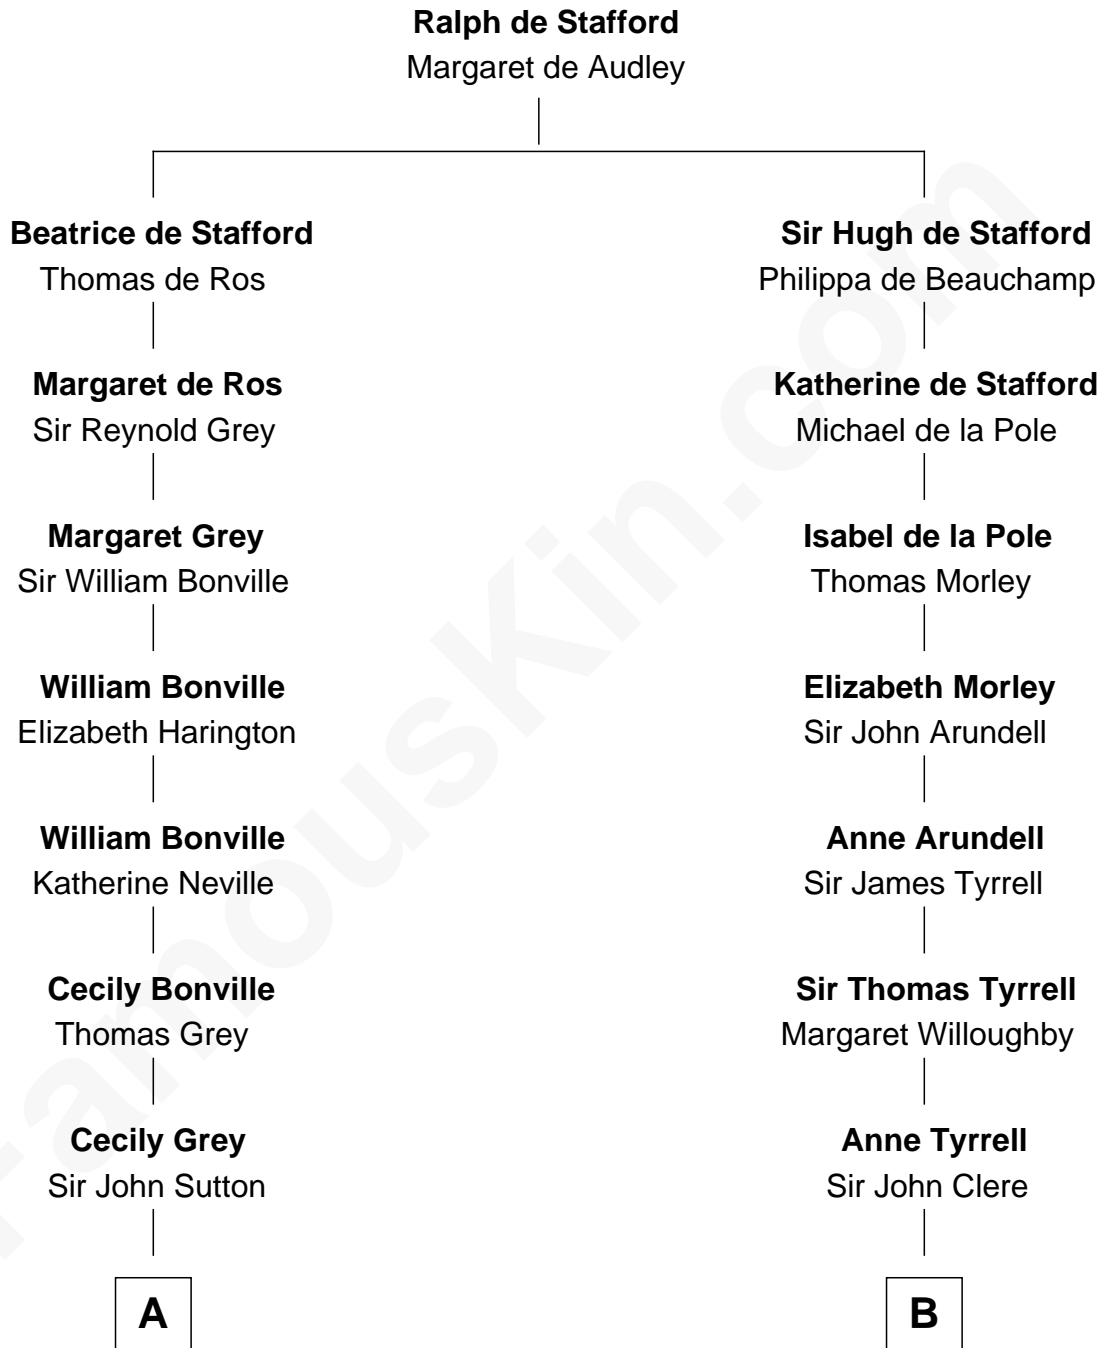 Ralph de Stafford
Margaret de Audley
Beatrice de Stafford
Thomas de Ros
Sir Hugh de Stafford
Philippa de Beauchamp
Margaret de Ros
Sir Reynold Grey
Katherine de Stafford
Michael de la Pole
Margaret Grey
Sir William Bonville
Isabel de la Pole
Thomas Morley
William Bonville
Elizabeth Harington
Elizabeth Morley
Sir John Arundell
William Bonville
Katherine Neville
Anne Arundell
Sir James Tyrrell
Cecily Bonville
Thomas Grey
Sir Thomas Tyrrell
Margaret Willoughby
Cecily Grey
Sir John Sutton
Anne Tyrrell
Sir John Clere
A
B
FamousKin.com